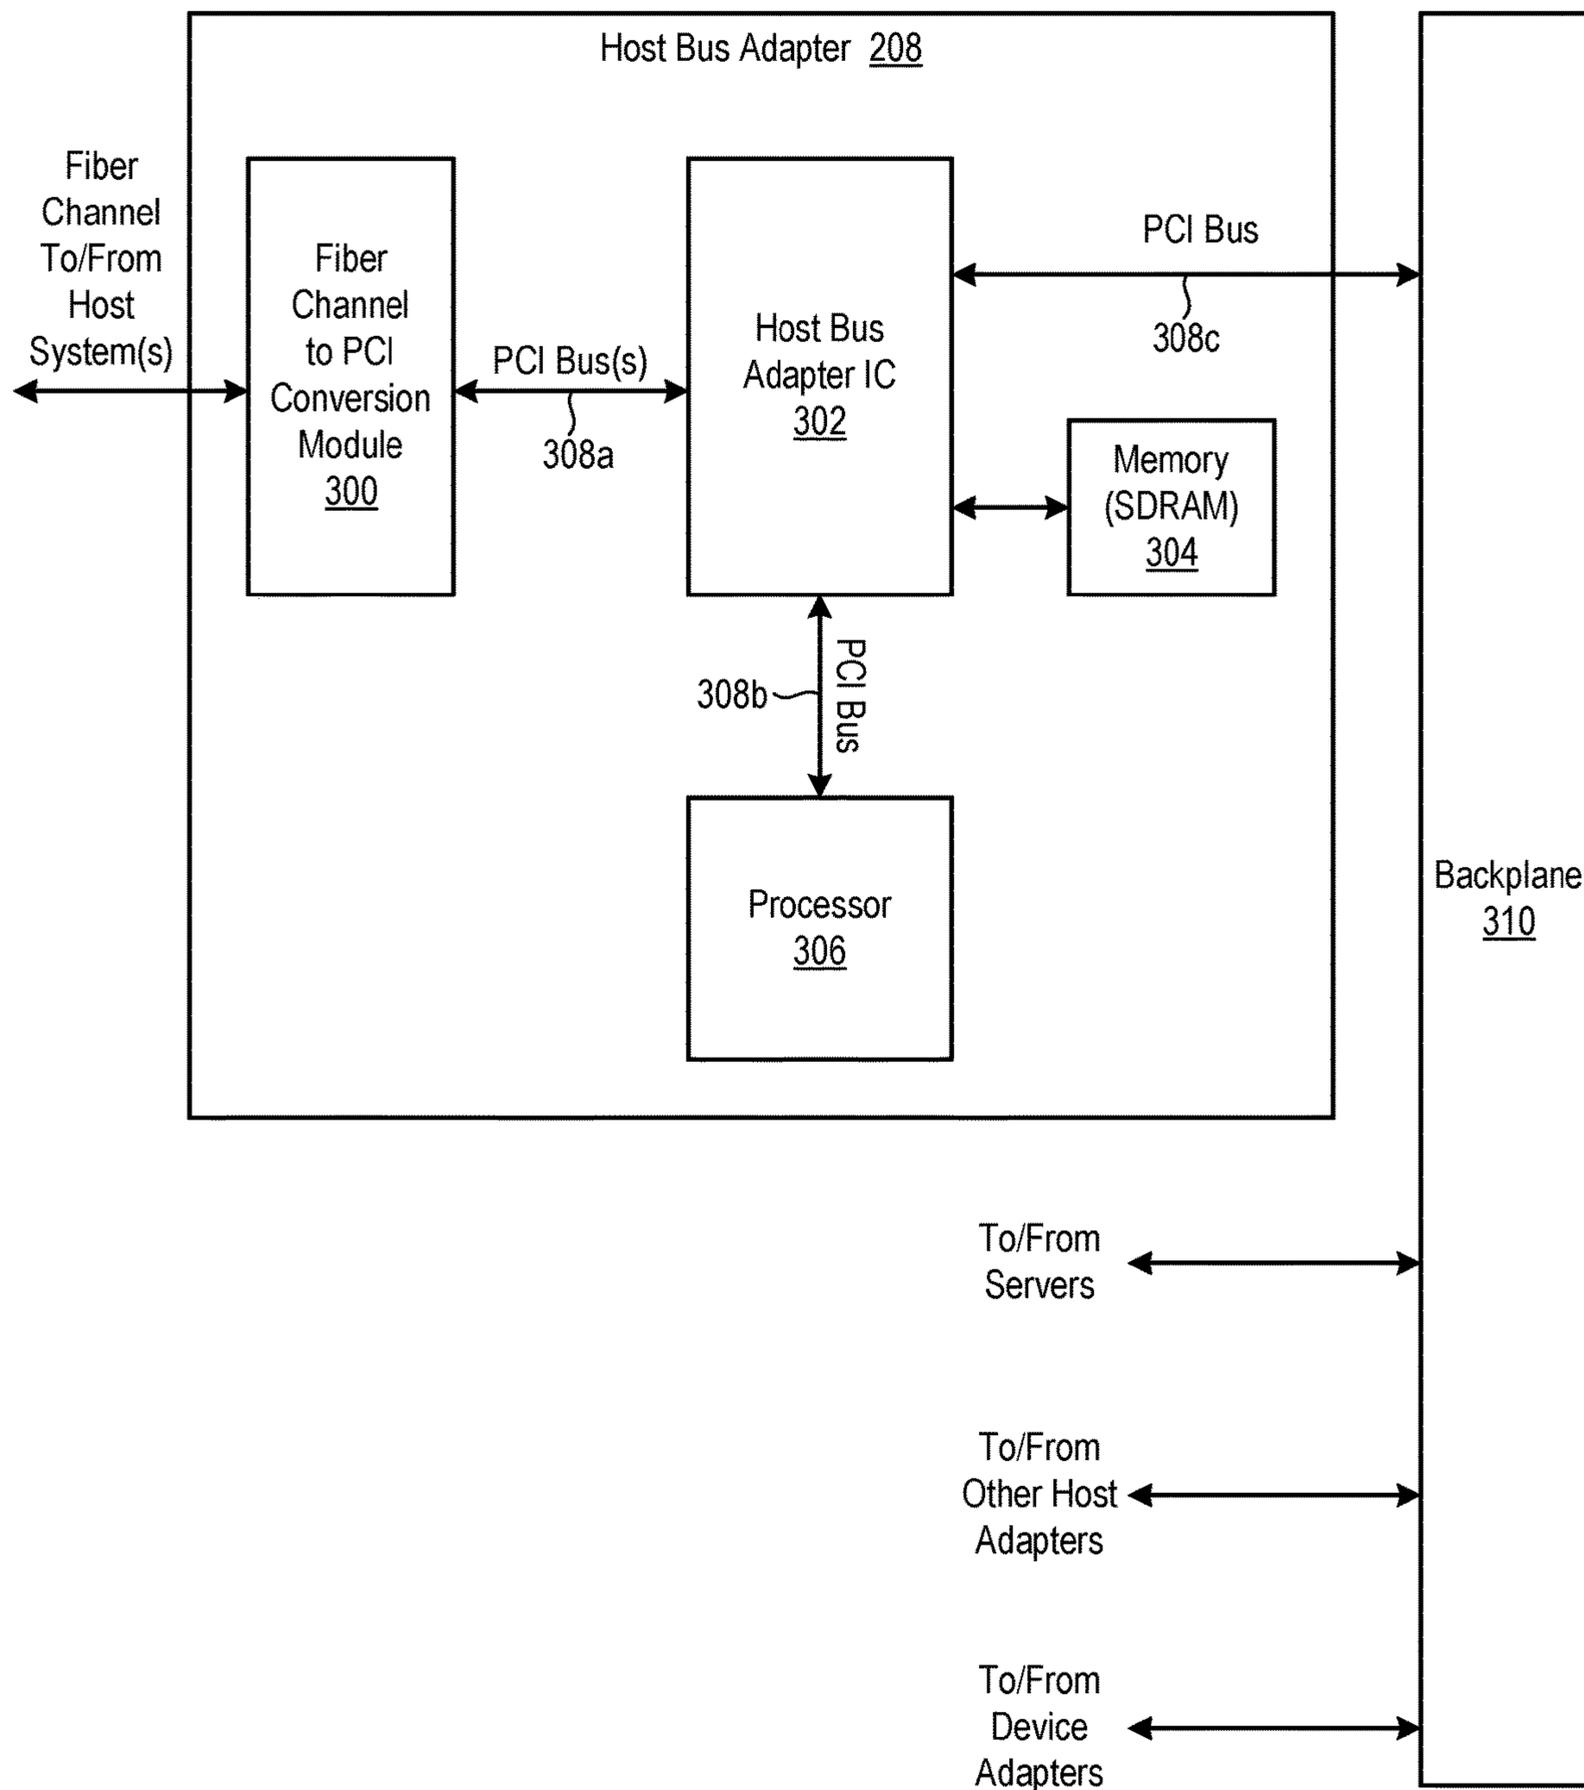 Host Bus Adapter 208
Fiber
Channel
To/From
Host
System(s)
Fiber
Channel
to PCI
Conversion
Module
300
PCI Bus(s)
308a
Host Bus
Adapter IC
302
PCI Bus
308c
Memory
(SDRAM)
304
308b
PCI Bus
Processor
306
Backplane
310
To/From
Servers
To/From
Other Host
Adapters
To/From
Device
Adapters